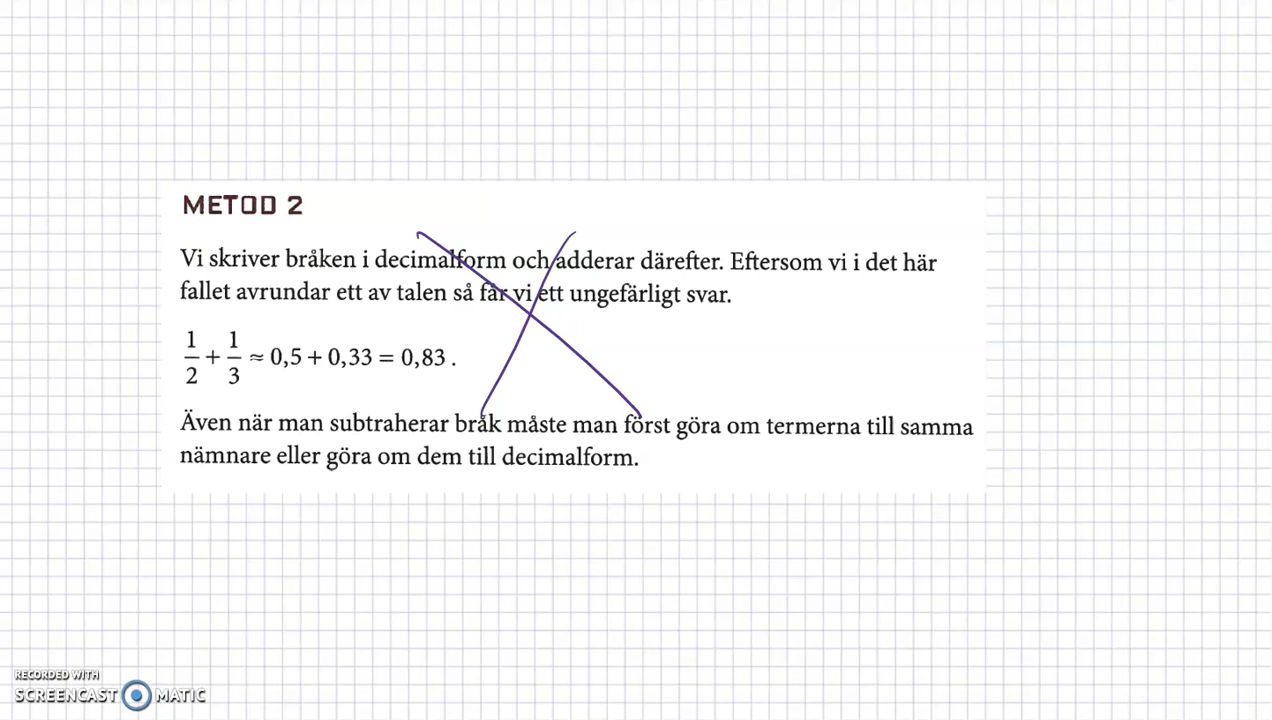 METOD 2
Vi skriver bråken i decimalform och adderar därefter. Eftersom vi i det här
fallet avrundar ett av talen så får vi ett ungefärligt svar.
1/2 + 1/3 ≈ 0,5 + 0,33 = 0,83 .
Även när man subtraherar bråk måste man först göra om termerna till samma
nämnare eller göra om dem till decimalform.
RECORDED WITH
SCREENCAST MATIC